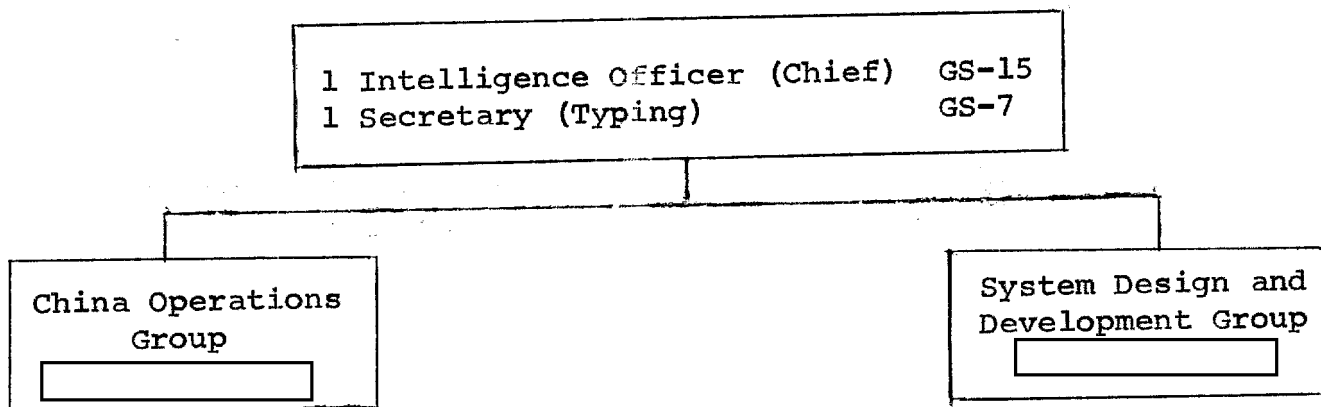 1 Intelligence Officer (Chief) GS-15
1 Secretary (Typing) GS-7
China Operations
Group
System Design and
Development Group